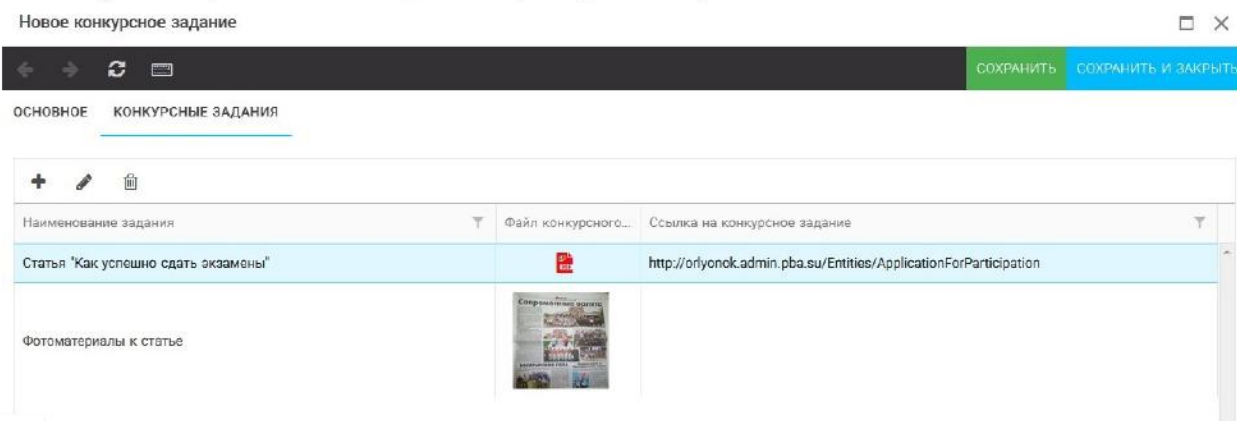 Новое конкурсное задание
СОХРАНИТЬ СОХРАНИТЬ И ЗАКРЫТЬ
ОСНОВНОЕ КОНКУРСНЫЕ ЗАДАНИЯ
Наименование задания Файл конкурсного... Ссылка на конкурсное задание
Статья "Как успешно сдать экзамены" http://orlyonok.admin.pba.su/Entities/ApplicationForParticipation
Фотоматериалы к статье